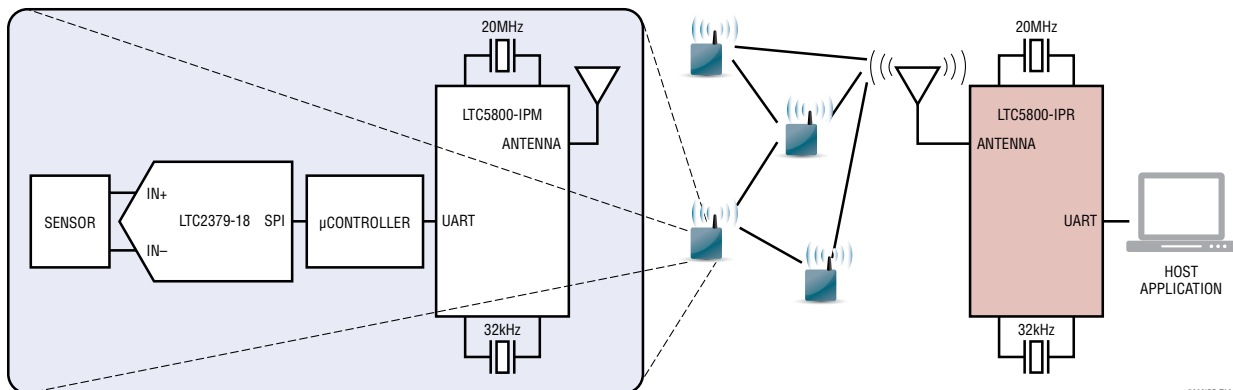 20MHz
LTC5800-IPM
ANTENNA
SENSOR
IN+
IN–
LTC2379-18
SPI
µCONTROLLER
UART
32kHz
20MHz
LTC5800-IPR
ANTENNA
UART
HOST
APPLICATION
32kHz